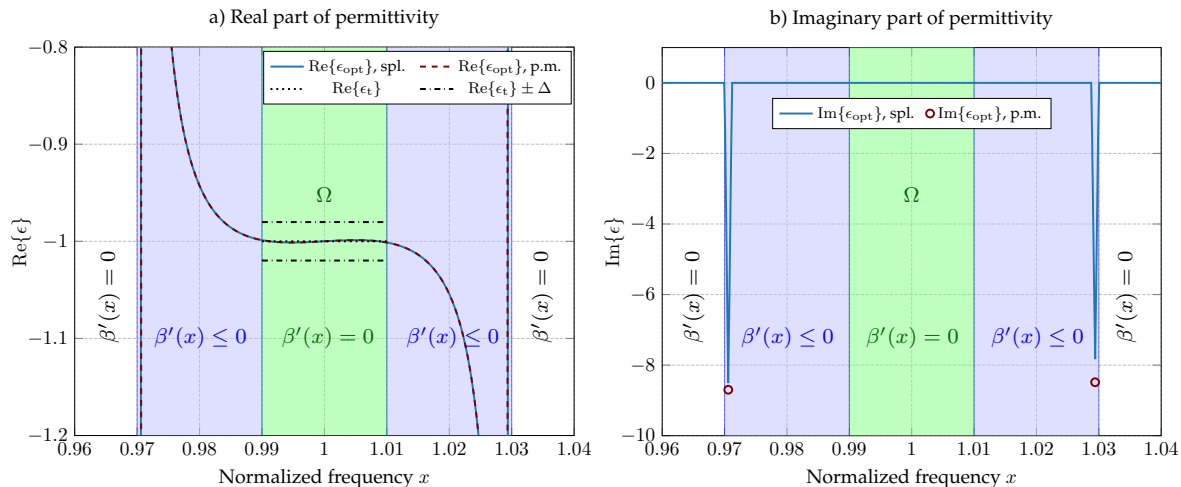 a) Real part of permittivity
−0.8
−0.9
−1
−1.1
−1.2
Re{ϵ}
Re{ϵopt}, spl.
Re{ϵopt}, p.m.
Re{ϵt}
Re{ϵt} ± Δ
Ω
β′(x) = 0
β′(x) ≤ 0
β′(x) = 0
β′(x) ≤ 0
β′(x) = 0
0.96 0.97 0.98 0.99 1 1.01 1.02 1.03 1.04
Normalized frequency x
b) Imaginary part of permittivity
0
−2
−4
−6
−8
−10
Im{ϵ}
Im{ϵopt}, spl.
Im{ϵopt}, p.m.
Ω
β′(x) = 0
β′(x) ≤ 0
β′(x) = 0
β′(x) ≤ 0
β′(x) = 0
0.96 0.97 0.98 0.99 1 1.01 1.02 1.03 1.04
Normalized frequency x